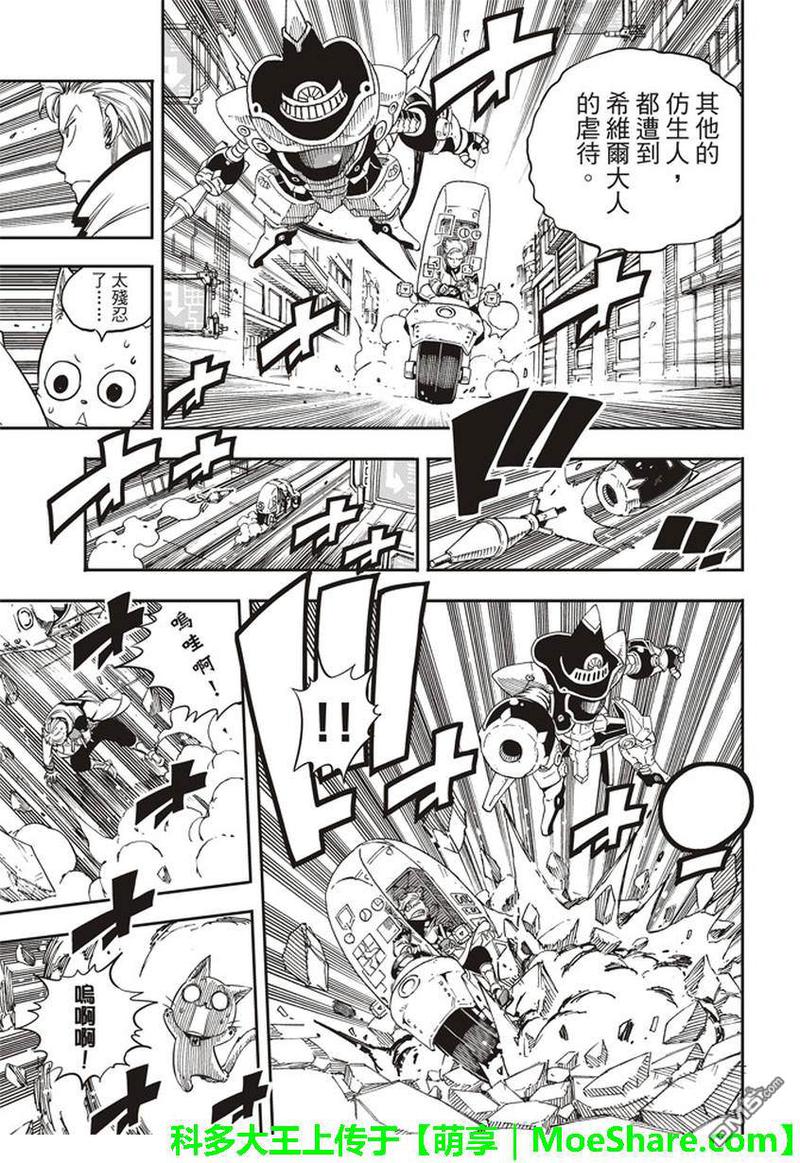 其他的
仿生人，
都遭到
希維爾大人
的虐待。
太殘忍
了……
!!
嗚哇啊！
嗚啊啊啊！
科多大王上传于【萌享｜MoeShare.com】